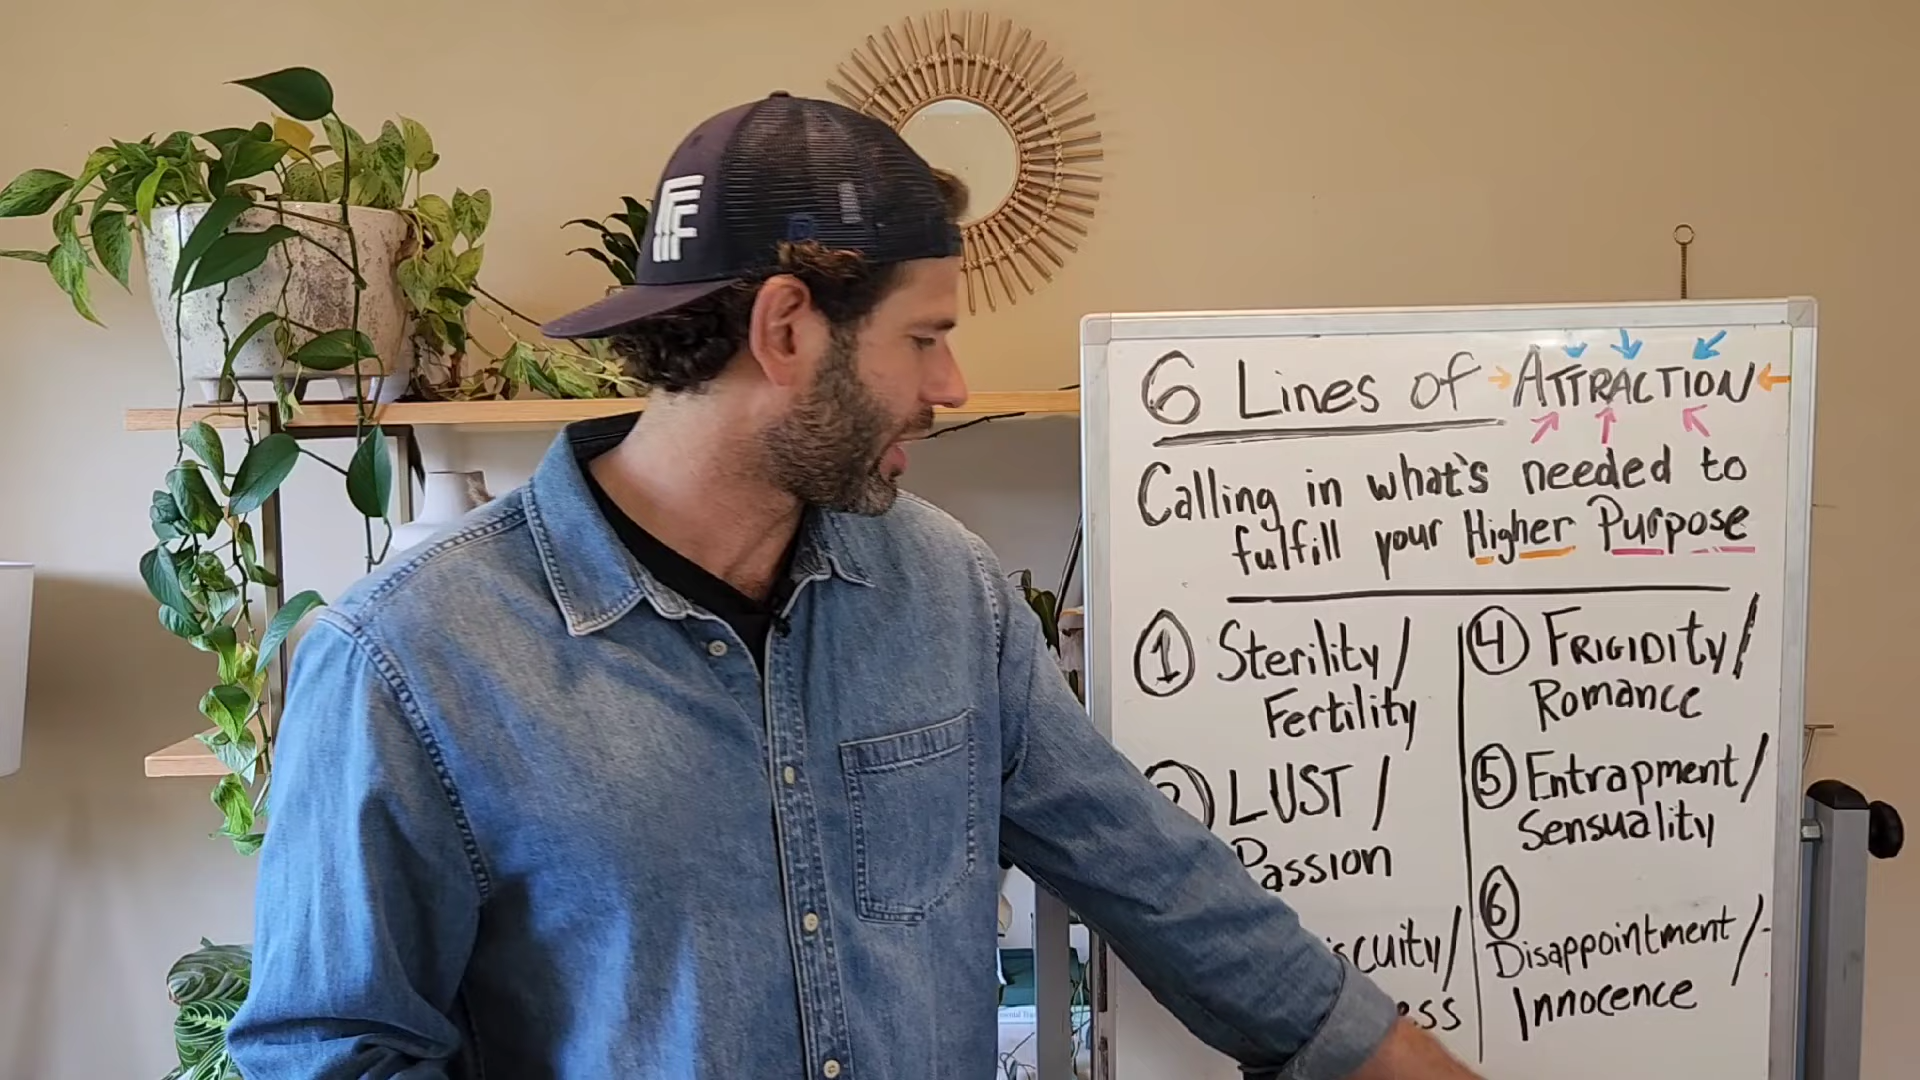 6 Lines of ATTRACTION
Calling in what's needed to
fulfill your Higher Purpose
1 Sterility/
Fertility
LUST /
Passion
4 FRIGIDITY/
Romance
5 Entrapment/
Sensuality
6
Disappointment/
Innocence